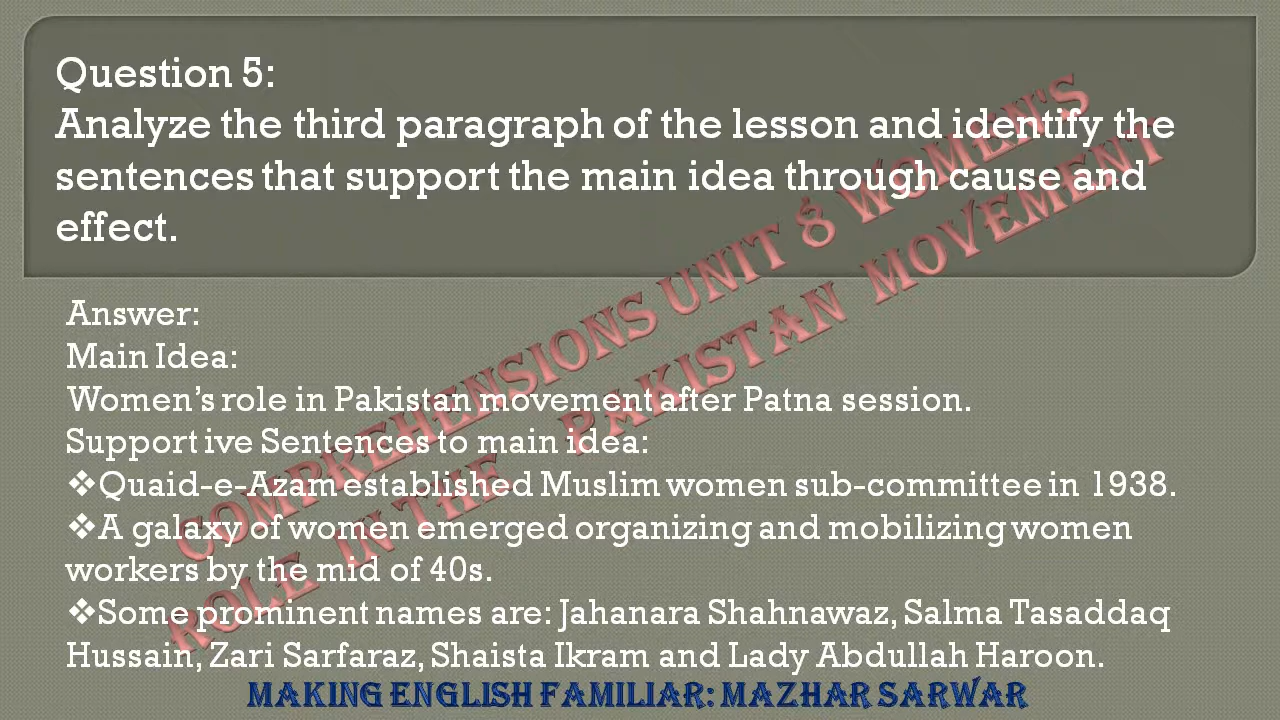 Question 5:
Analyze the third paragraph of the lesson and identify the
sentences that support the main idea through cause and
effect.
Answer:
Main Idea:
Women's role in Pakistan movement after Patna session.
Support ive Sentences to main idea:
❖Quaid-e-Azam established Muslim women sub-committee in 1938.
❖A galaxy of women emerged organizing and mobilizing women
workers by the mid of 40s.
❖Some prominent names are: Jahanara Shahnawaz, Salma Tasaddaq
Hussain, Zari Sarfaraz, Shaista Ikram and Lady Abdullah Haroon.
COMPREHENSIONS UNIT 8 WOMEN'S
ROLE IN THE PAKISTAN MOVEMENT
MAKING ENGLISH FAMILIAR: MAZHAR SARWAR